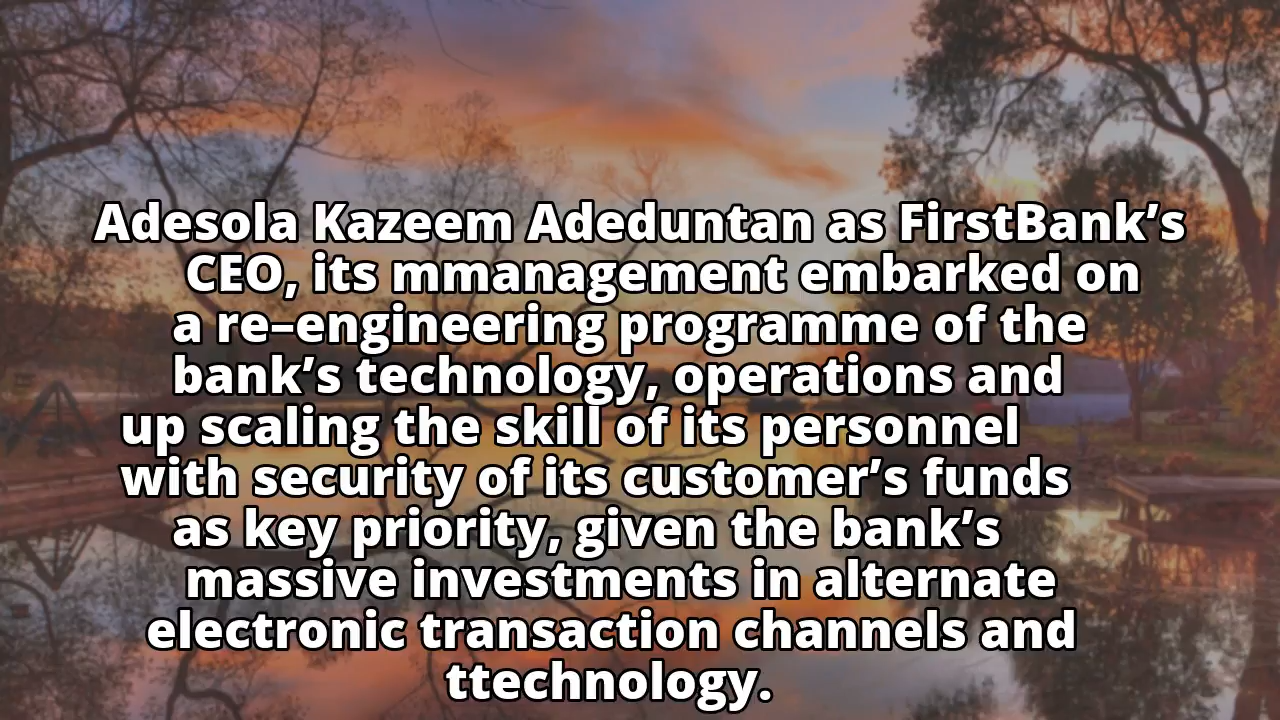 Adesola Kazeem Adeduntan as FirstBank’s
CEO, its mmanagement embarked on
a re–engineering programme of the
bank’s technology, operations and
up scaling the skill of its personnel
with security of its customer’s funds
as key priority, given the bank’s
massive investments in alternate
electronic transaction channels and
ttechnology.